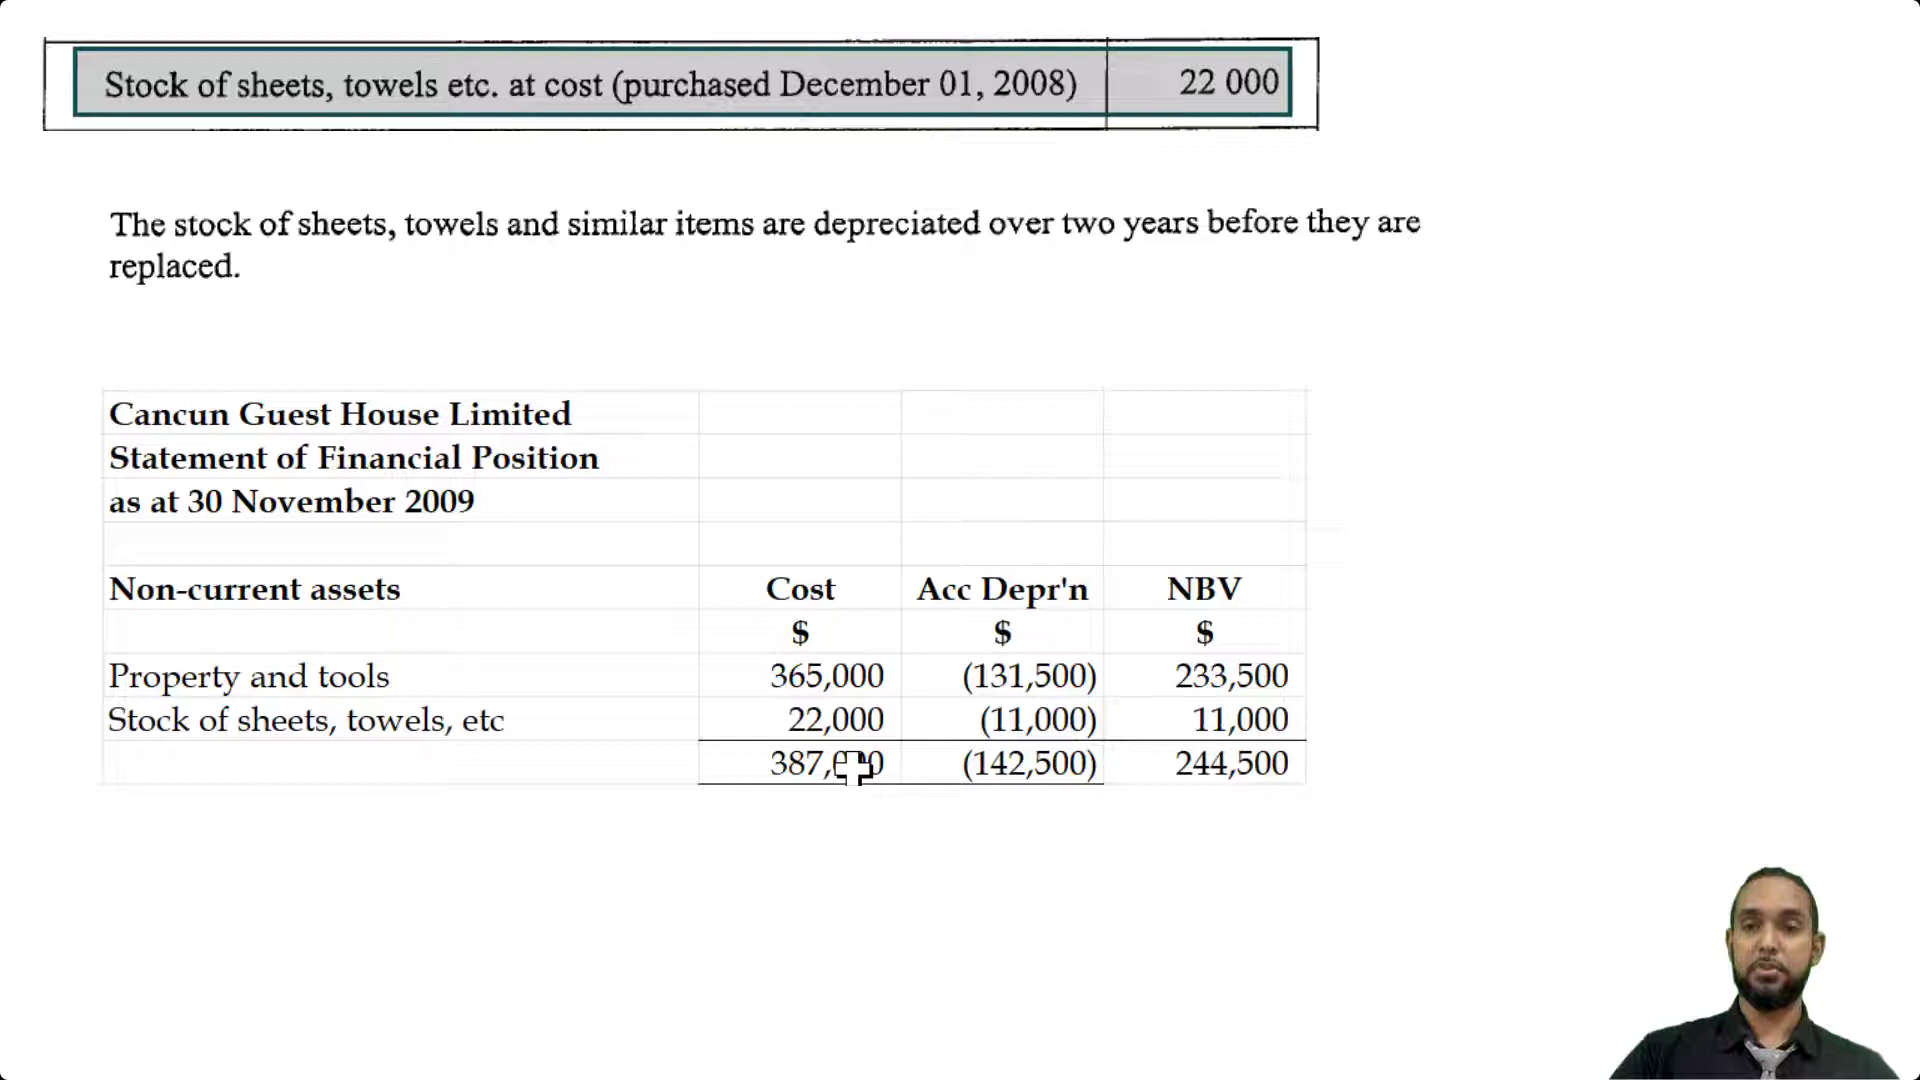 Stock of sheets, towels etc. at cost (purchased December 01, 2008) 22 000
The stock of sheets, towels and similar items are depreciated over two years before they are
replaced.
Cancun Guest House Limited
Statement of Financial Position
as at 30 November 2009
Non-current assets Cost Acc Depr'n NBV
$ $ $
Property and tools 365,000 (131,500) 233,500
Stock of sheets, towels, etc 22,000 (11,000) 11,000
387,000 (142,500) 244,500